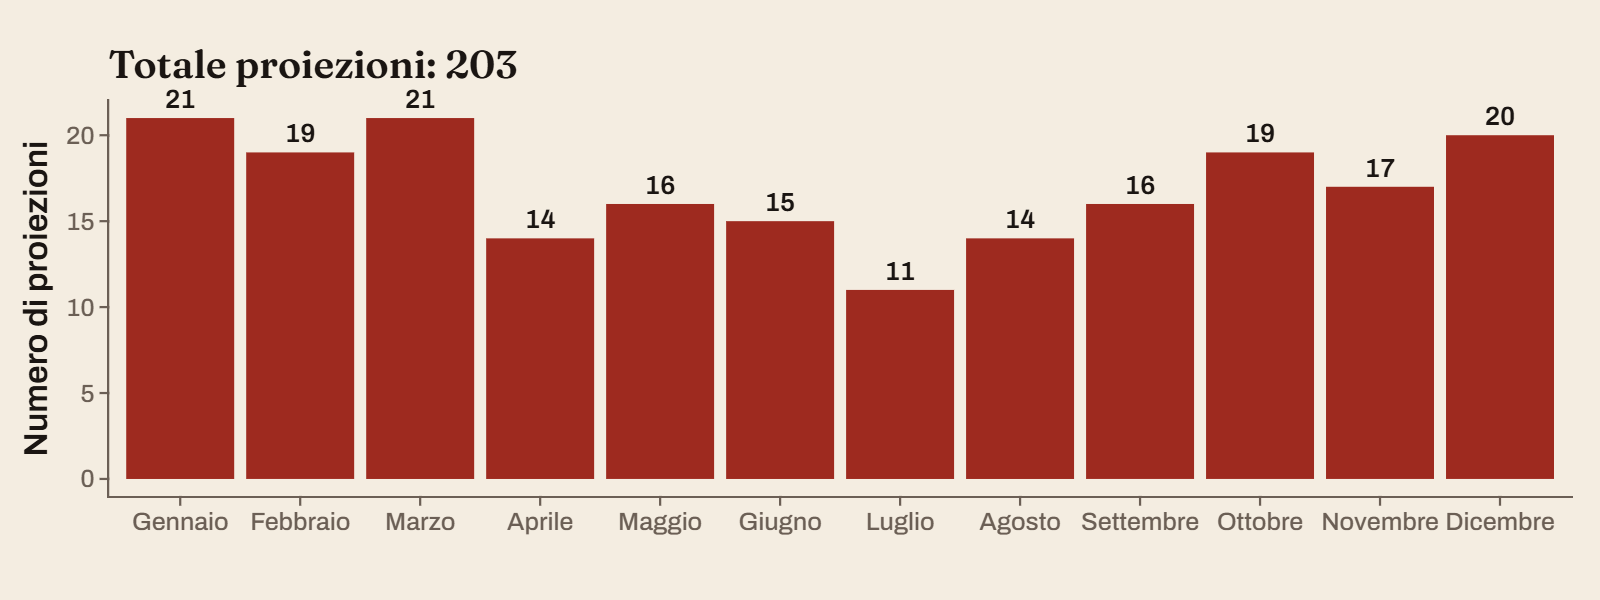 Totale proiezioni: 203
21
19
21
14
16
15
11
14
16
19
17
20
Numero di proiezioni
20
15
10
5
0
Gennaio
Febbraio
Marzo
Aprile
Maggio
Giugno
Luglio
Agosto
Settembre
Ottobre
Novembre
Dicembre